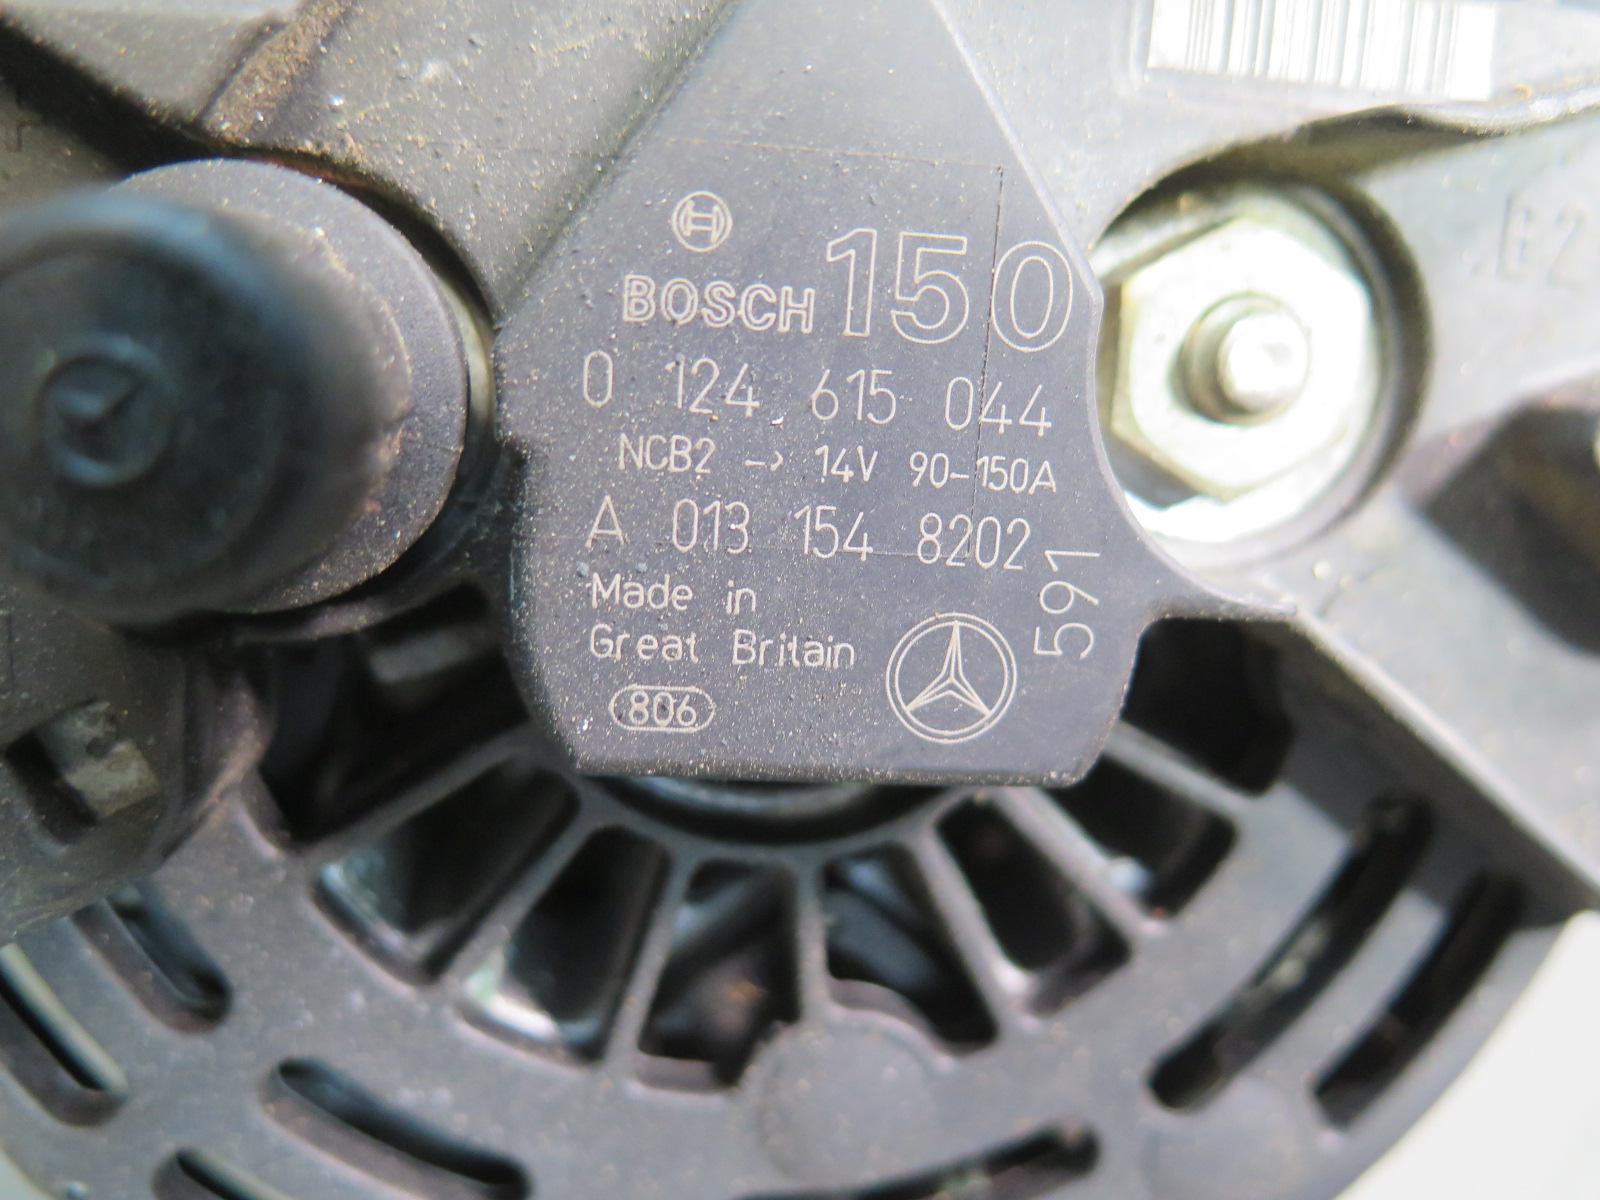 BOSCH 150
0 124 615 044
NCB2 -> 14V 90-150A
A 013 154 8202
591
Made in
Great Britain
806